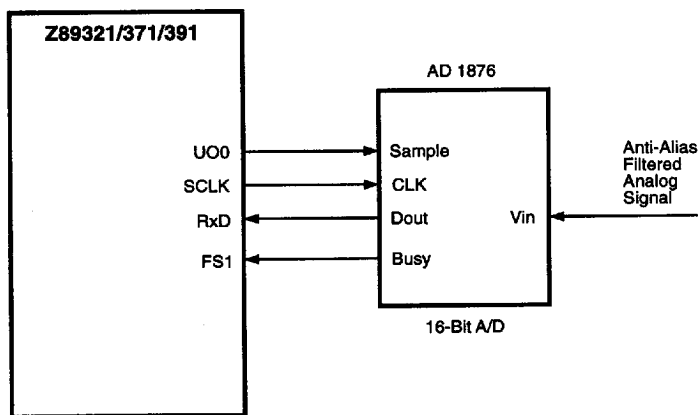 Z89321/371/391
AD 1876
UO0
SCLK
RxD
FS1
Sample
CLK
Dout
Busy
Vin
Anti-Alias
Filtered
Analog
Signal
16-Bit A/D